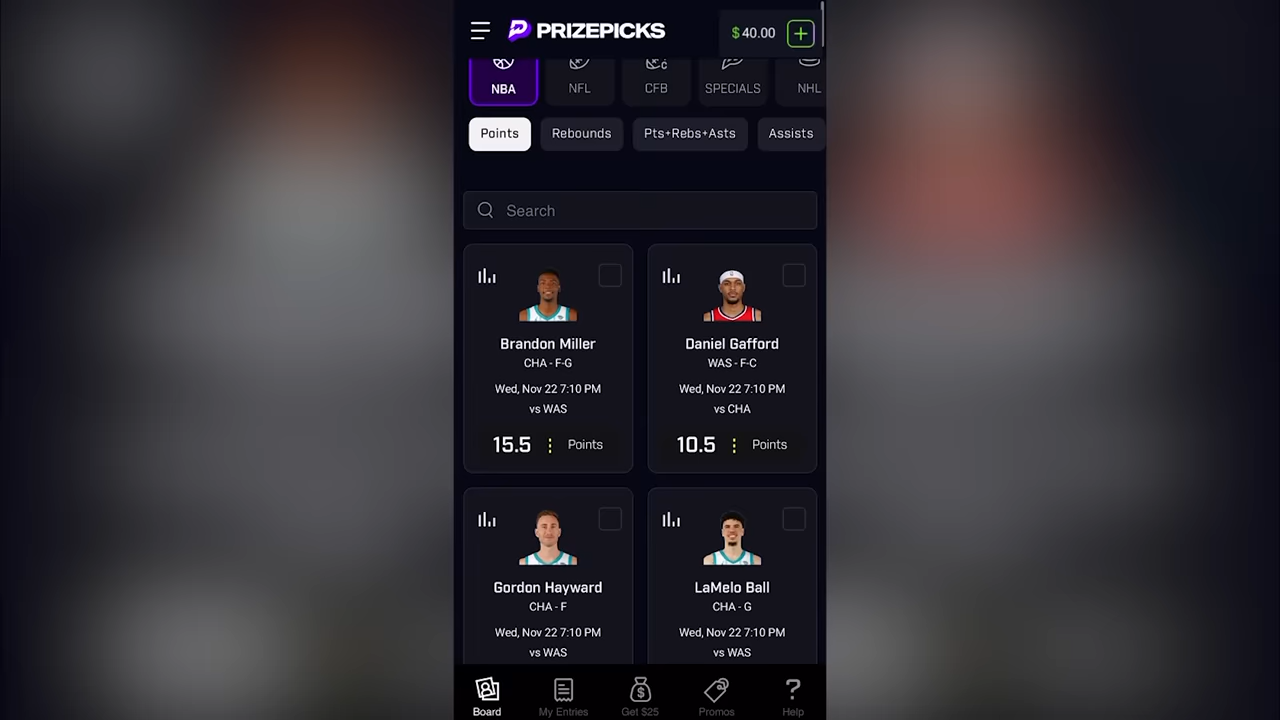 PRIZEPICKS
$ 40.00 +
NBA NFL CFB SPECIALS NHL
Points Rebounds Pts+Rebs+Asts Assists
Search
Brandon Miller
CHA - F-G
Wed, Nov 22 7:10 PM
vs WAS
15.5 Points
Daniel Gafford
WAS - F-C
Wed, Nov 22 7:10 PM
vs CHA
10.5 Points
Gordon Hayward
CHA - F
Wed, Nov 22 7:10 PM
vs WAS
LaMelo Ball
CHA - G
Wed, Nov 22 7:10 PM
vs WAS
Board My Entries Get $25 Promos Help